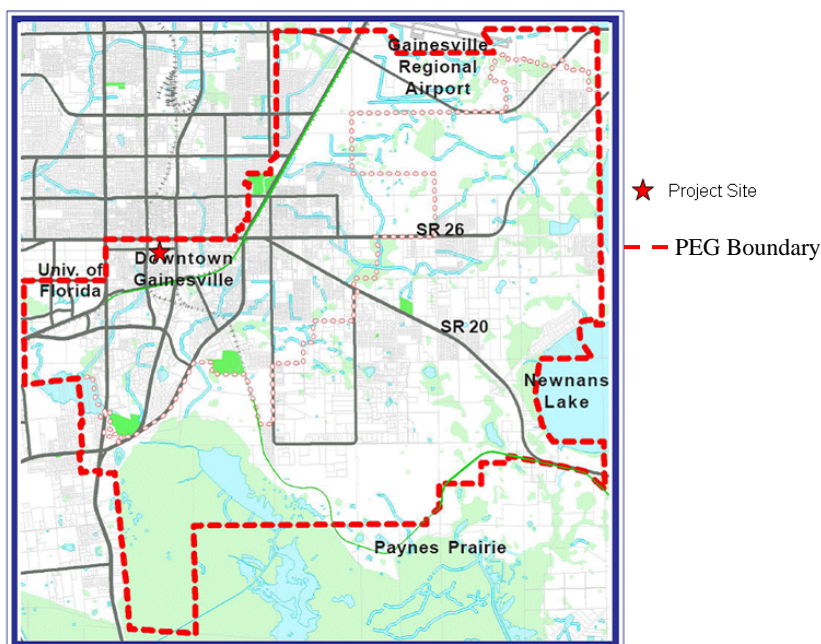 Gainesville
Regional
Airport
Project Site
SR 26
PEG Boundary
Downtown
Gainesville
Univ. of
Florida
SR 20
Newnans
Lake
Paynes Prairie